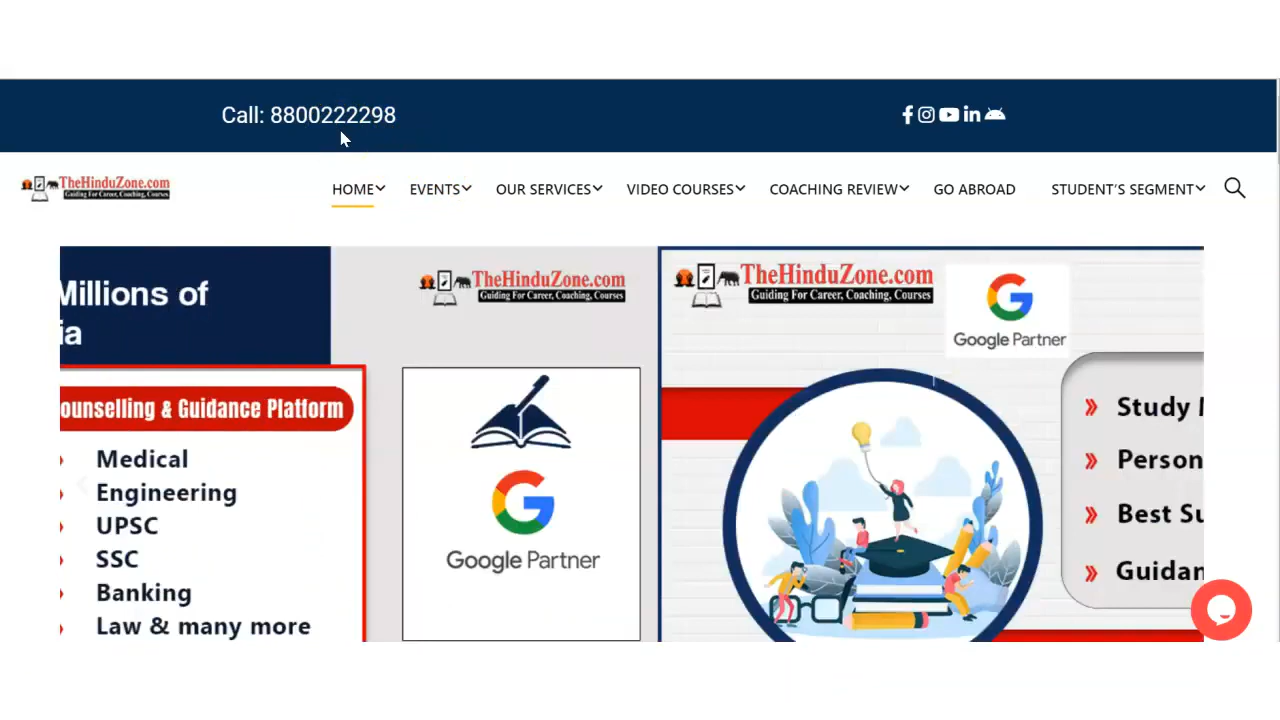 Call: 8800222298
TheHinduZone.com
Guiding For Career, Coaching, Courses
HOME EVENTS OUR SERVICES VIDEO COURSES COACHING REVIEW GO ABROAD STUDENT'S SEGMENT
Millions of
ia
ounselling & Guidance Platform
Medical
Engineering
UPSC
SSC
Banking
Law & many more
TheHinduZone.com
Guiding For Career, Coaching, Courses
Google Partner
TheHinduZone.com
Guiding For Career, Coaching, Courses
Google Partner
Study
Person
Best Su
Guidan